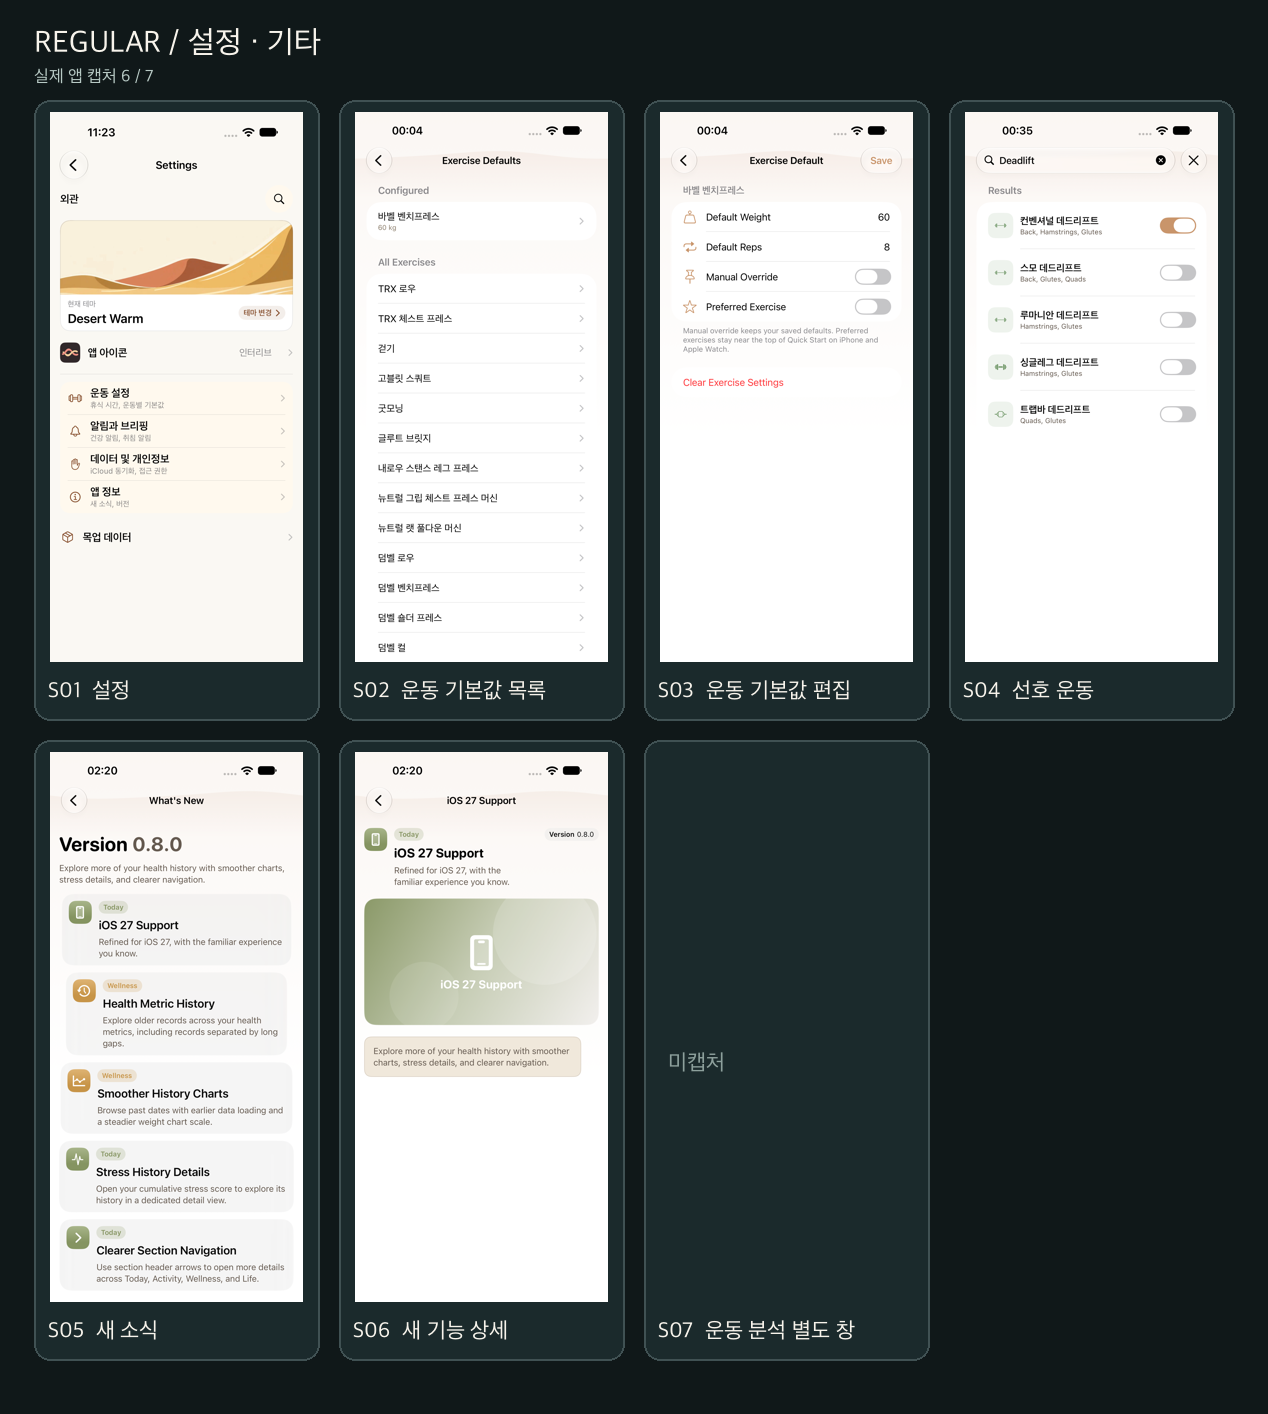 REGULAR / 설정 · 기타
실제 앱 캡처 6 / 7
11:23
Settings
외관
현재 테마
Desert Warm
테마 변경
앱 아이콘
인터리브
운동 설정
휴식 시간, 운동별 기본값
알림과 브리핑
건강 알림, 취침 알림
데이터 및 개인정보
iCloud 동기화, 접근 권한
앱 정보
새 소식, 버전
목업 데이터
S01 설정
00:04
Exercise Defaults
Configured
바벨 벤치프레스
60 kg
All Exercises
TRX 로우
TRX 체스트 프레스
걷기
고블릿 스쿼트
굿모닝
글루트 브릿지
내로우 스탠스 레그 프레스
뉴트럴 그립 체스트 프레스 머신
뉴트럴 랫 풀다운 머신
덤벨 로우
덤벨 벤치프레스
덤벨 숄더 프레스
덤벨 컬
S02 운동 기본값 목록
00:04
Exercise Default
Save
바벨 벤치프레스
Default Weight 60
Default Reps 8
Manual Override
Preferred Exercise
Manual override keeps your saved defaults. Preferred
exercises stay near the top of Quick Start on iPhone and
Apple Watch.
Clear Exercise Settings
S03 운동 기본값 편집
00:35
Deadlift
Results
컨벤셔널 데드리프트
Back, Hamstrings, Glutes
스모 데드리프트
Back, Glutes, Quads
루마니안 데드리프트
Hamstrings, Glutes
싱글레그 데드리프트
Hamstrings, Glutes
트랩바 데드리프트
Quads, Glutes
S04 선호 운동
02:20
What's New
Version 0.8.0
Explore more of your health history with smoother charts,
stress details, and clearer navigation.
Today
iOS 27 Support
Refined for iOS 27, with the familiar experience
you know.
Wellness
Health Metric History
Explore older records across your health
metrics, including records separated by long
gaps.
Wellness
Smoother History Charts
Browse past dates with earlier data loading and
a steadier weight chart scale.
Today
Stress History Details
Open your cumulative stress score to explore its
history in a dedicated detail view.
Today
Clearer Section Navigation
Use section header arrows to open more details
across Today, Activity, Wellness, and Life.
S05 새 소식
02:20
iOS 27 Support
Today
Version 0.8.0
iOS 27 Support
Refined for iOS 27, with the
familiar experience you know.
iOS 27 Support
Explore more of your health history with smoother
charts, stress details, and clearer navigation.
S06 새 기능 상세
미캡처
S07 운동 분석 별도 창